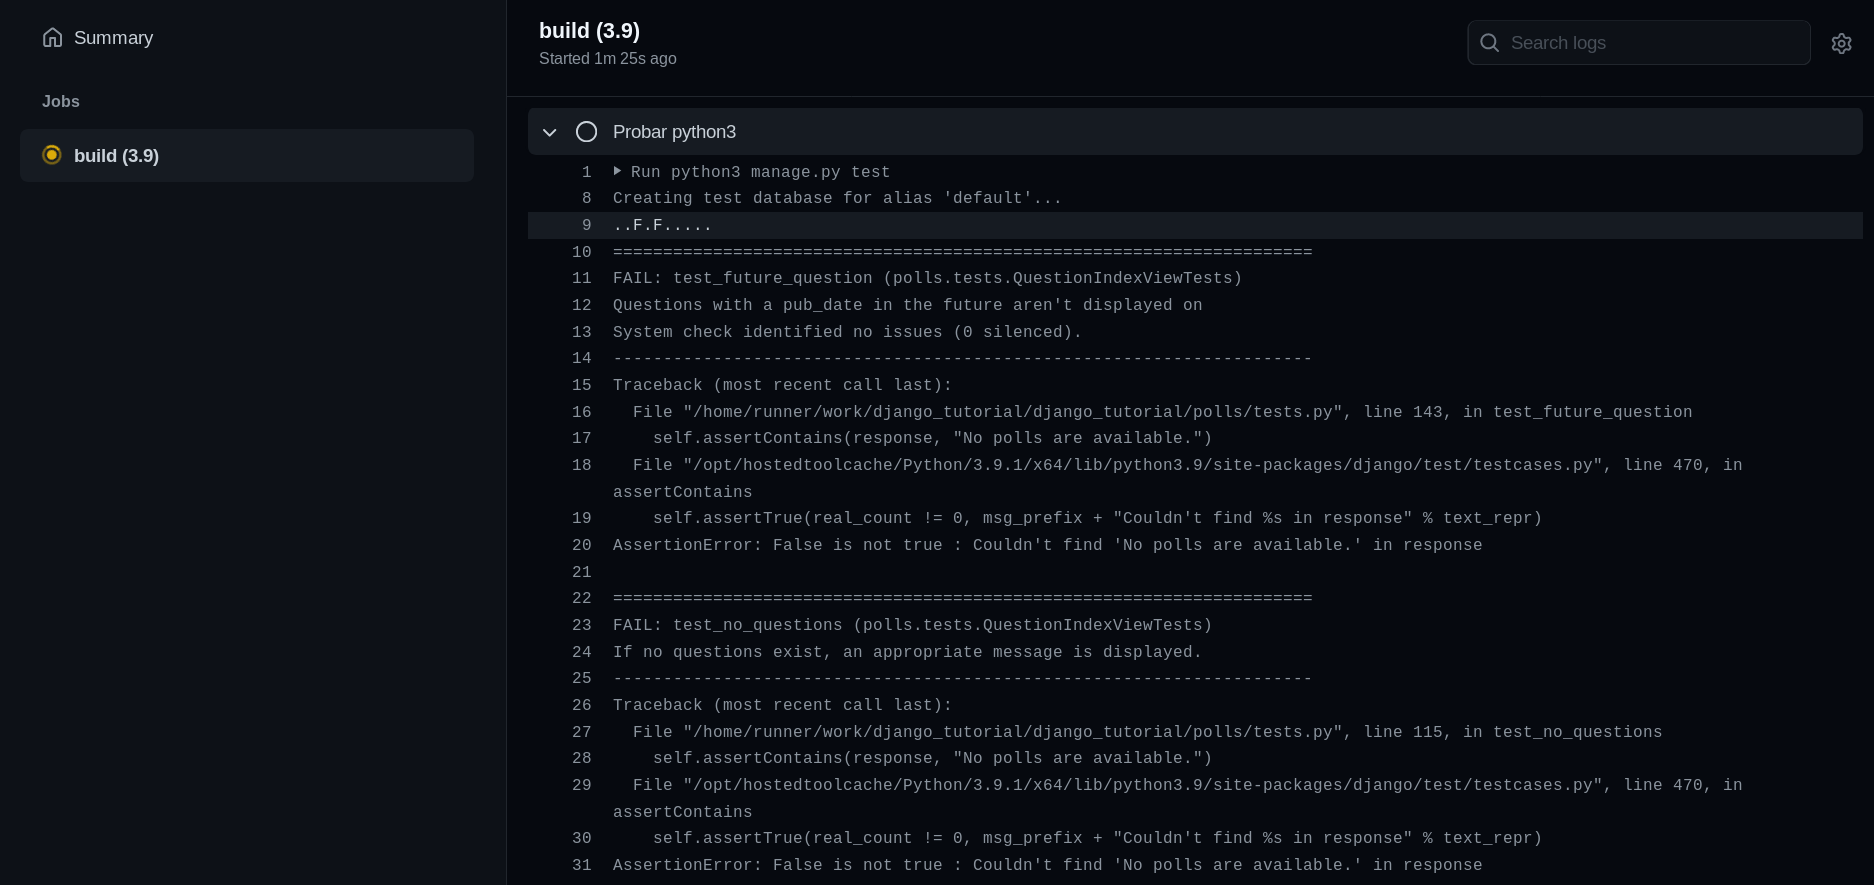 Summary
Jobs
build (3.9)
build (3.9)
Started 1m 25s ago
Search logs
Probar python3
1 Run python3 manage.py test
8 Creating test database for alias 'default'...
9 ..F.F.....
10 ======================================================================
11 FAIL: test_future_question (polls.tests.QuestionIndexViewTests)
12 Questions with a pub_date in the future aren't displayed on
13 System check identified no issues (0 silenced).
14 ----------------------------------------------------------------------
15 Traceback (most recent call last):
16   File "/home/runner/work/django_tutorial/django_tutorial/polls/tests.py", line 143, in test_future_question
17     self.assertContains(response, "No polls are available.")
18   File "/opt/hostedtoolcache/Python/3.9.1/x64/lib/python3.9/site-packages/django/test/testcases.py", line 470, in
assertContains
19     self.assertTrue(real_count != 0, msg_prefix + "Couldn't find %s in response" % text_repr)
20 AssertionError: False is not true : Couldn't find 'No polls are available.' in response
21
22 ======================================================================
23 FAIL: test_no_questions (polls.tests.QuestionIndexViewTests)
24 If no questions exist, an appropriate message is displayed.
25 ----------------------------------------------------------------------
26 Traceback (most recent call last):
27   File "/home/runner/work/django_tutorial/django_tutorial/polls/tests.py", line 115, in test_no_questions
28     self.assertContains(response, "No polls are available.")
29   File "/opt/hostedtoolcache/Python/3.9.1/x64/lib/python3.9/site-packages/django/test/testcases.py", line 470, in
assertContains
30     self.assertTrue(real_count != 0, msg_prefix + "Couldn't find %s in response" % text_repr)
31 AssertionError: False is not true : Couldn't find 'No polls are available.' in response